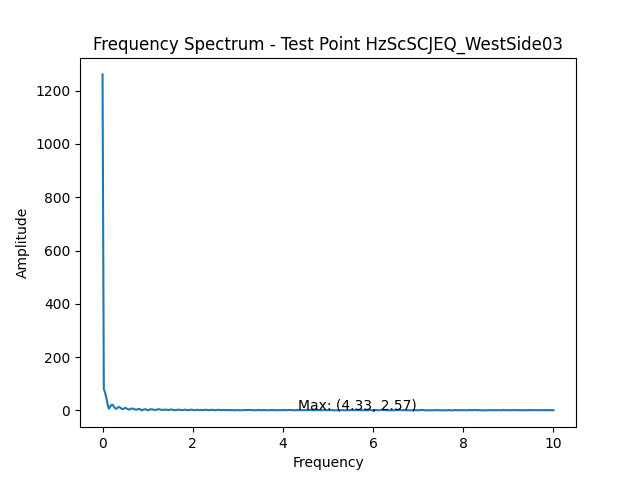 Frequency Spectrum - Test Point HzScSCJEQ_WestSide03
Amplitude
1200
1000
800
600
400
200
0
Max: (4.33, 2.57)
0 2 4 6 8 10
Frequency